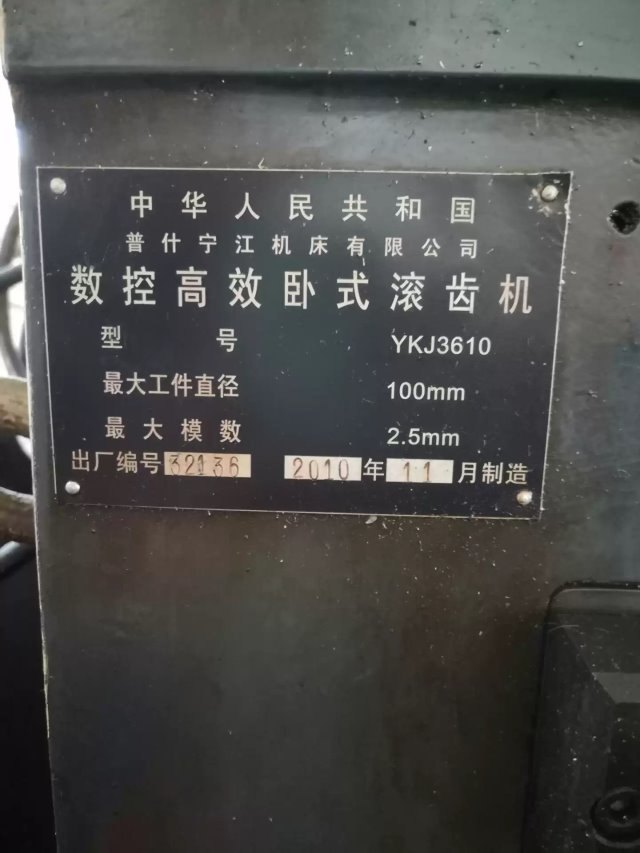 中华人民共和国
普什宁江机床有限公司
数控高效卧式滚齿机
型 号 YKJ3610
最大工件直径 100mm
最大模数 2.5mm
出厂编号 32136 2010 年 11 月制造